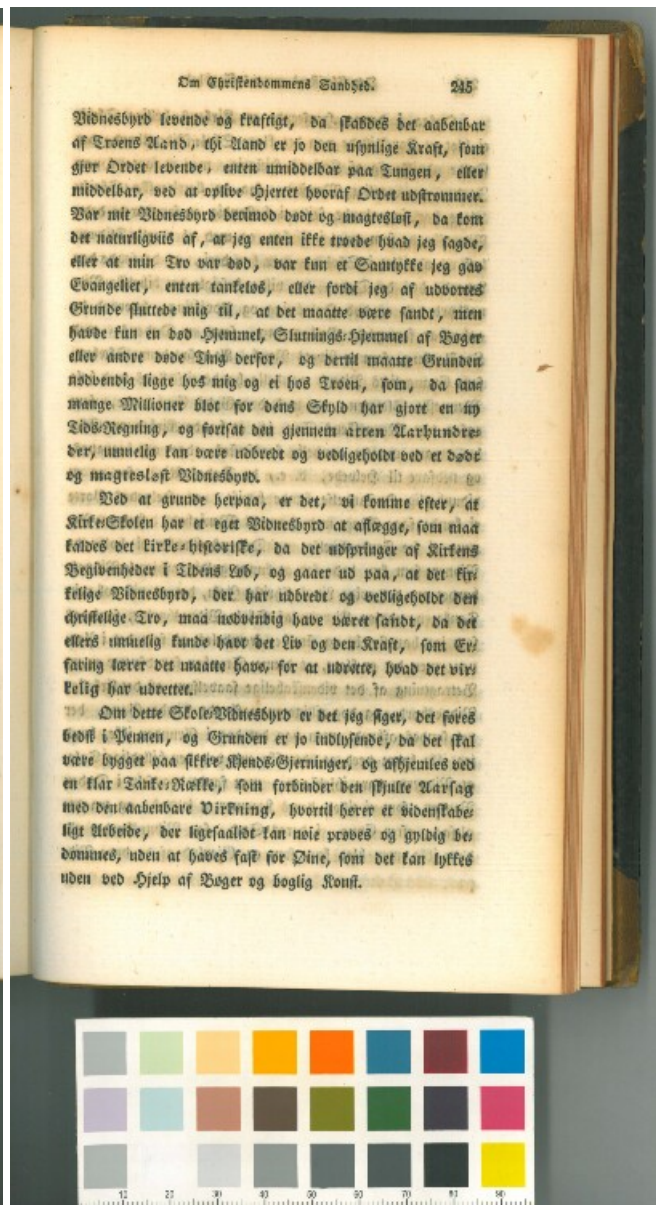 Om Christendommens Sandhed. 245
Vidnesbyrd levende og kraftigt, da skabdes det aabenbar
af Troens Aand, thi Aand er jo den usynlige Kraft, som
gjør Ordet levende, enten umiddelbar paa Tungen, eller
middelbar, ved at oplive Hjertet hvoraf Ordet udstrømmer.
Var mit Vidnesbyrd derimod dødt og magtesløst, da kom
det naturligviis af, at jeg enten ikke troede hvad jeg sagde,
eller at min Tro var død, var kun et Samtykke jeg gav
Evangeliet, enten tankeløs, eller fordi jeg af udvortes
Grunde sluttede mig til, at det maatte være sandt, men
havde kun en død Hjemmel, Slutnings-Hjemmel af Bøger
eller andre døde Ting derfor, og dertil maatte Grunden
nødvendig ligge hos mig og ei hos Troen, som, da saa-
mange Millioner blot for dens Skyld har gjort en ny
Tids-Regning, og fortsat den gjennem atten Aarhundre-
der, umuelig kan være udbredt og vedligeholdt ved et dødt
og magtesløst Vidnesbyrd.
Ved at grunde herpaa, er det, vi komme efter, at
Kirke-Skolen har et eget Vidnesbyrd at aflægge, som maa
kaldes det kirke-historiske, da det udspringer af Kirkens
Begivenheder i Tidens Løb, og gaaer ud paa, at det kir-
kelige Vidnesbyrd, der har udbredt og vedligeholdt den
christelige Tro, maa nødvendig have været sandt, da det
ellers umuelig kunde havt det Liv og den Kraft, som Er-
faring lærer det maatte have, for at udrette, hvad det vir-
kelig har udrettet.
Om dette Skole-Vidnesbyrd er det jeg siger, det føres
bedst i Pennen, og Grunden er jo indlysende, da det skal
være bygget paa sikkre Kjends-Gjerninger, og afhjemles ved
en klar Tanke-Række, som forbinder den skjulte Aarsag
med den aabenbare Virkning, hvortil hører et videnskabe-
ligt Arbeide, der ligesaalidt kan nøie prøves og gyldig be-
dømmes, uden at haves fast for Øine, som det kan lykkes
uden ved Hjelp af Bøger og boglig Konst.
10 20 30 40 50 60 70 80 90